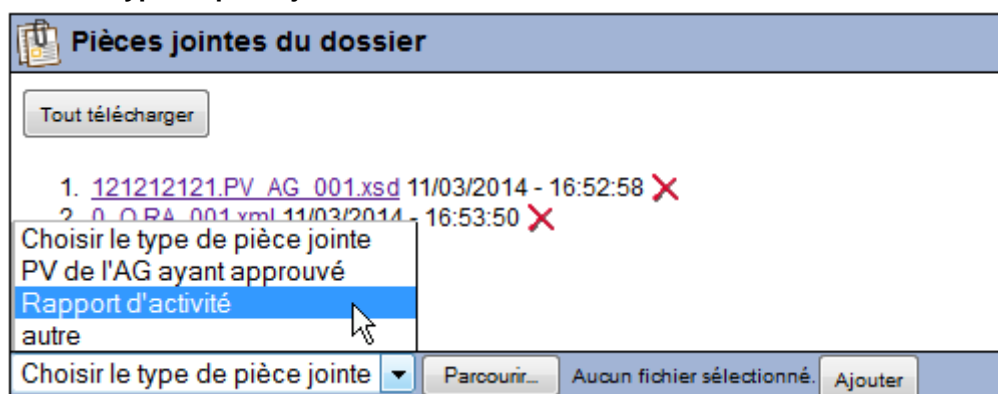 Pièces jointes du dossier
Tout télécharger
1. 121212121.PV_AG_001.xsd 11/03/2014 - 16:52:58
2. 0_O.RA_001.xml 11/03/2014 - 16:53:50
Choisir le type de pièce jointe
PV de l'AG ayant approuvé
Rapport d'activité
autre
Choisir le type de pièce jointe Parcourir... Aucun fichier sélectionné. Ajouter